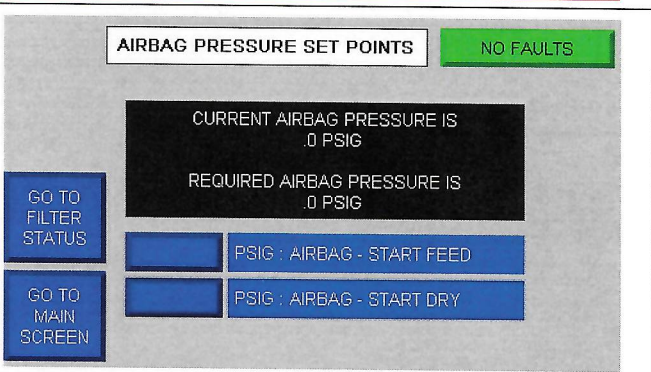 AIRBAG PRESSURE SET POINTS
NO FAULTS
CURRENT AIRBAG PRESSURE IS
.0 PSIG
REQUIRED AIRBAG PRESSURE IS
.0 PSIG
GO TO
FILTER
STATUS
PSIG : AIRBAG - START FEED
PSIG : AIRBAG - START DRY
GO TO
MAIN
SCREEN